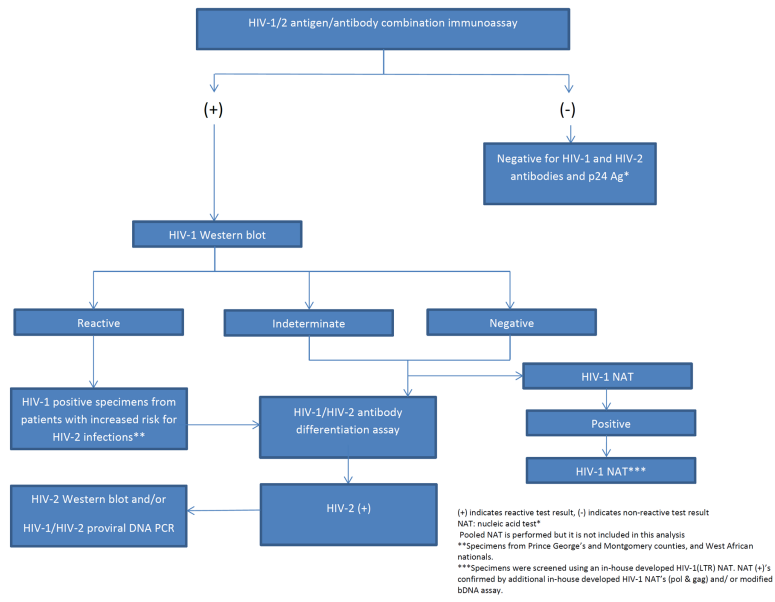 HIV-1/2 antigen/antibody combination immunoassay
(+)
(-)
Negative for HIV-1 and HIV-2
antibodies and p24 Ag*
HIV-1 Western blot
Reactive
Indeterminate
Negative
HIV-1 NAT
HIV-1 positive specimens from
patients with increased risk for
HIV-2 infections**
HIV-1/HIV-2 antibody
differentiation assay
Positive
HIV-1 NAT***
HIV-2 Western blot and/or
HIV-1/HIV-2 proviral DNA PCR
HIV-2 (+)
(+) indicates reactive test result, (-) indicates non-reactive test result
NAT: nucleic acid test*
Pooled NAT is performed but it is not included in this analysis
**Specimens from Prince George's and Montgomery counties, and West African
nationals.
***Specimens were screened using an in-house developed HIV-1(LTR) NAT. NAT (+)'s
confirmed by additional in-house developed HIV-1 NAT's (pol & gag) and/ or modified
bDNA assay.